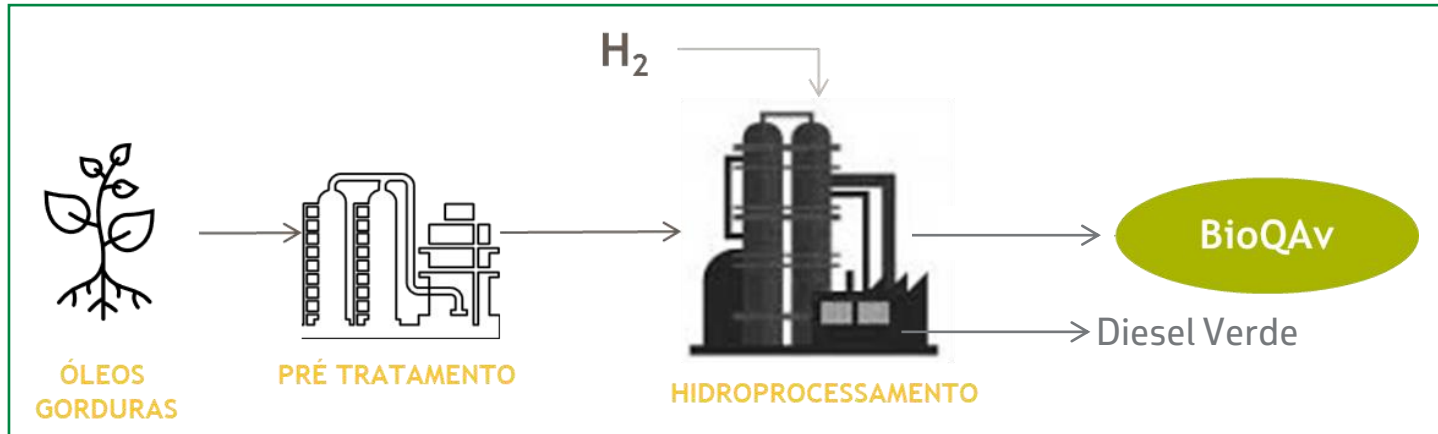 H₂
BioQAv
Diesel Verde
ÓLEOS
GORDURAS
PRÉ TRATAMENTO
HIDROPROCESSAMENTO